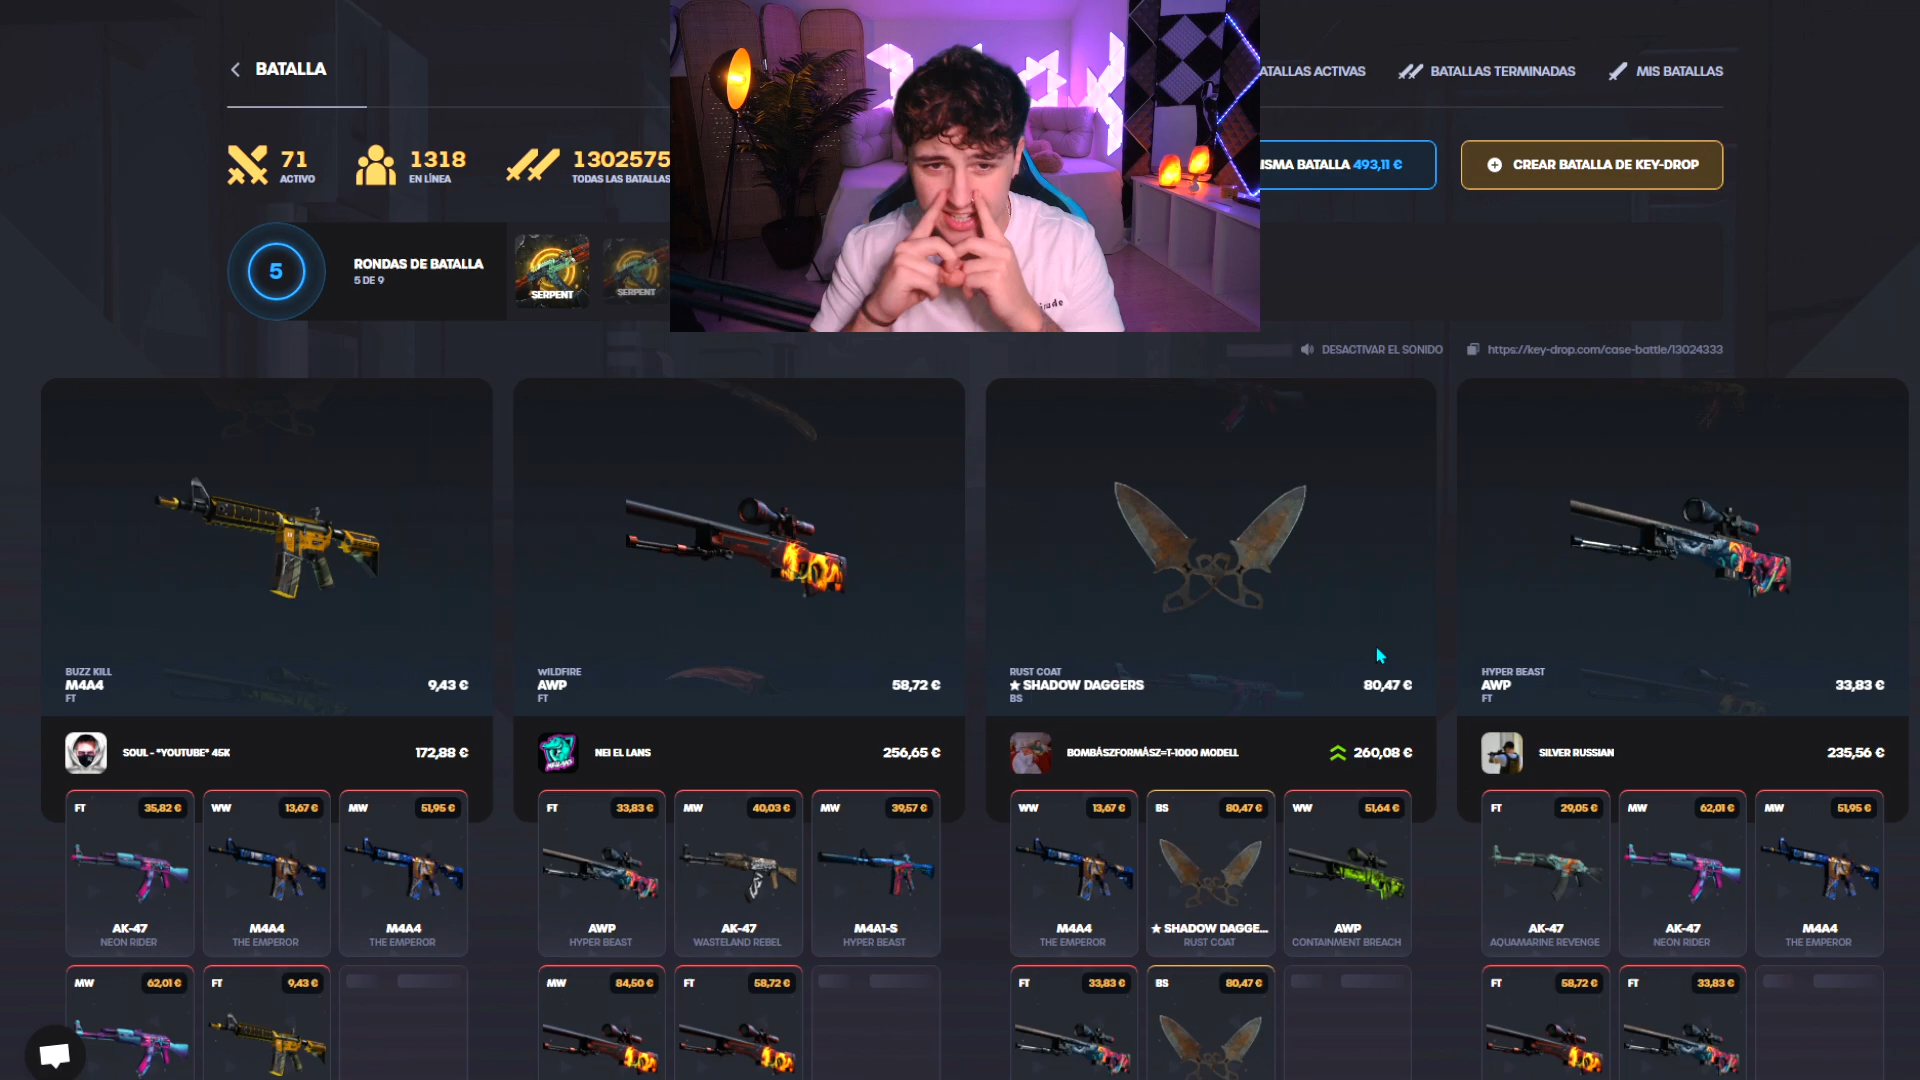 BATALLA
ATALLAS ACTIVAS
BATALLAS TERMINADAS
MIS BATALLAS
71
ACTIVO
1318
EN LÍNEA
1302575
TODAS LAS BATALLAS
ISMA BATALLA 493,11 €
CREAR BATALLA DE KEY-DROP
5
RONDAS DE BATALLA
5 DE 9
SERPENT
SERPENT
DESACTIVAR EL SONIDO
https://key-drop.com/case-battle/13024333
BUZZ KILL
M4A4
FT
9,43 €
WILDFIRE
AWP
FT
58,72 €
RUST COAT
★ SHADOW DAGGERS
BS
80,47 €
HYPER BEAST
AWP
FT
33,83 €
SOUL - *YOUTUBE* 45K
172,88 €
NEI EL LANS
256,65 €
BOMBÁSZFORMÁSZ=T-1000 MODELL
260,08 €
SILVER RUSSIAN
235,56 €
FT 35,82 €
WW 13,67 €
MW 51,95 €
FT 33,83 €
MW 40,03 €
MW 39,57 €
WW 13,67 €
BS 80,47 €
WW 51,64 €
FT 29,05 €
MW 62,01 €
MW 51,95 €
AK-47
NEON RIDER
M4A4
THE EMPEROR
M4A4
THE EMPEROR
AWP
HYPER BEAST
AK-47
WASTELAND REBEL
M4A1-S
HYPER BEAST
M4A4
THE EMPEROR
★ SHADOW DAGGE...
RUST COAT
AWP
CONTAINMENT BREACH
AK-47
AQUAMARINE REVENGE
AK-47
NEON RIDER
M4A4
THE EMPEROR
MW 62,01 €
FT 9,43 €
MW 84,50 €
FT 58,72 €
FT 33,83 €
BS 80,47 €
FT 58,72 €
FT 33,83 €